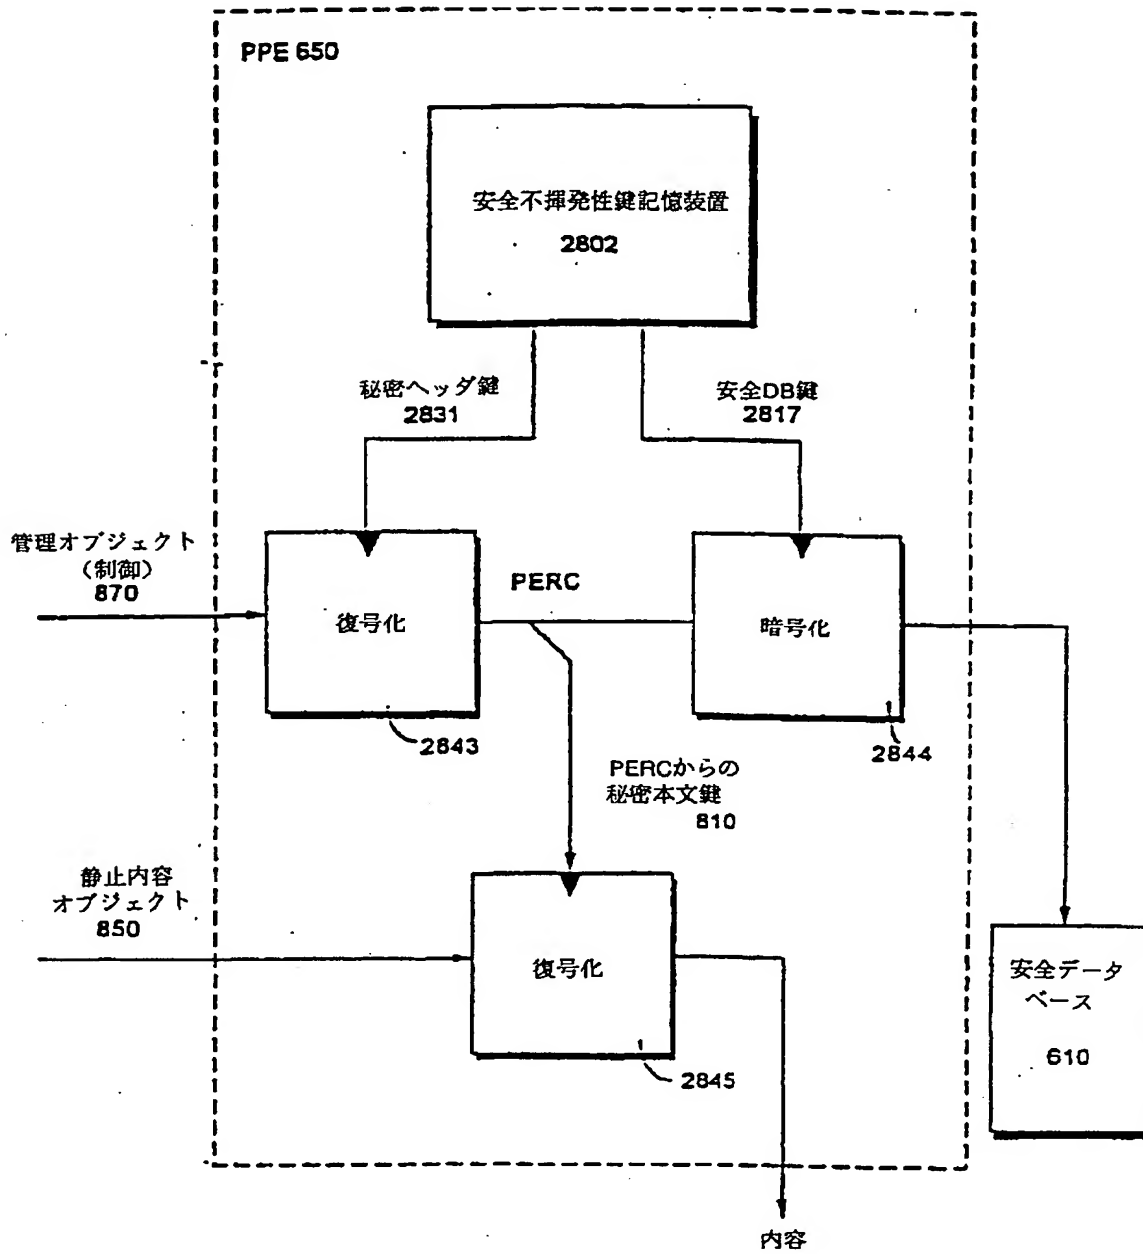 PPE 650
安全不揮発性鍵記憶装置
2802
秘密ヘッダ鍵
2831
安全DB鍵
2817
管理オブジェクト
(制御)
870
復号化
PERC
暗号化
2843
2844
PERCからの
秘密本文鍵
810
静止内容
オブジェクト
850
復号化
2845
安全データ
ベース
610
内容